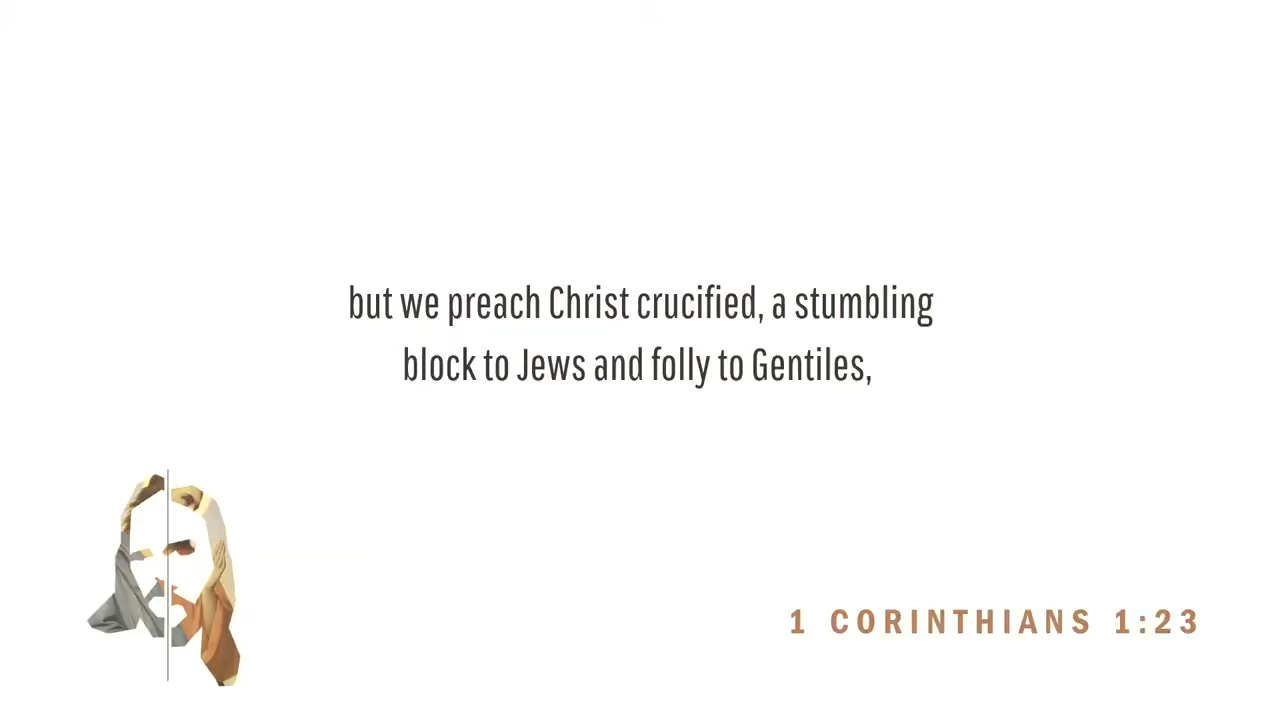 but we preach Christ crucified, a stumbling
block to Jews and folly to Gentiles,
1 CORINTHIANS 1:23